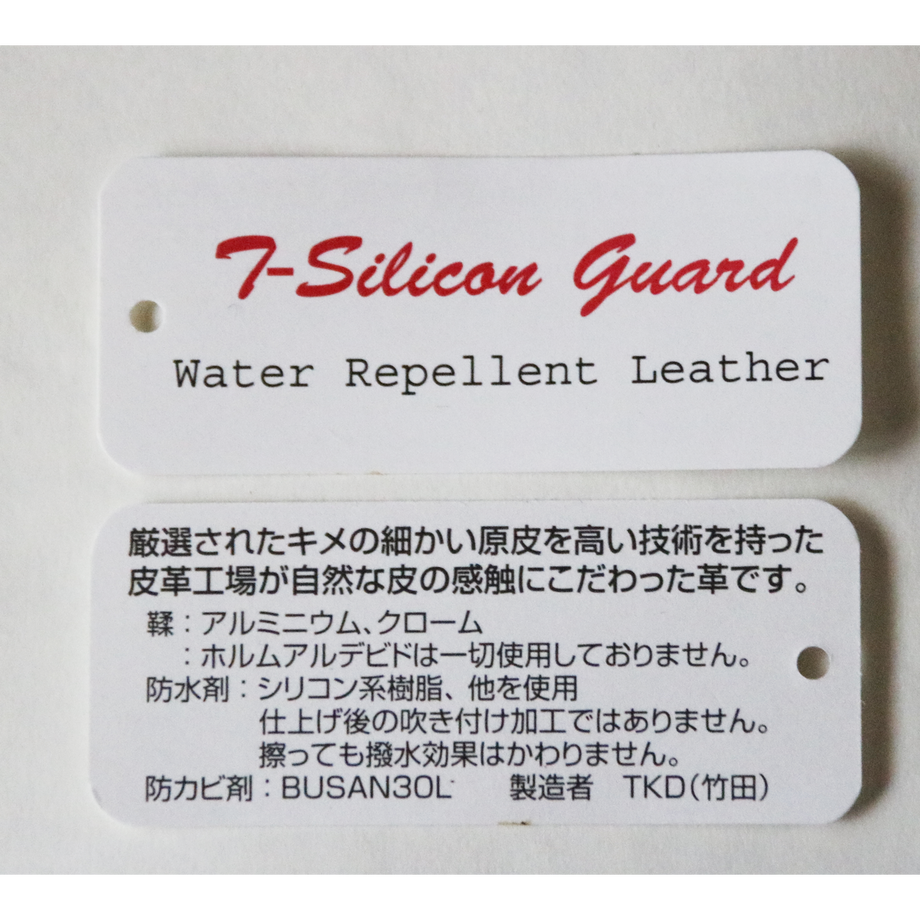 T-Silicon Guard
Water Repellent Leather
厳選されたキメの細かい原皮を高い技術を持った
皮革工場が自然な皮の感触にこだわった革です。
鞣：アルミニウム、クローム
：ホルムアルデビドは一切使用しておりません。
防水剤：シリコン系樹脂、他を使用
仕上げ後の吹き付け加工ではありません。
擦っても撥水効果はかわりません。
防カビ剤：BUSAN30L 製造者 TKD（竹田）